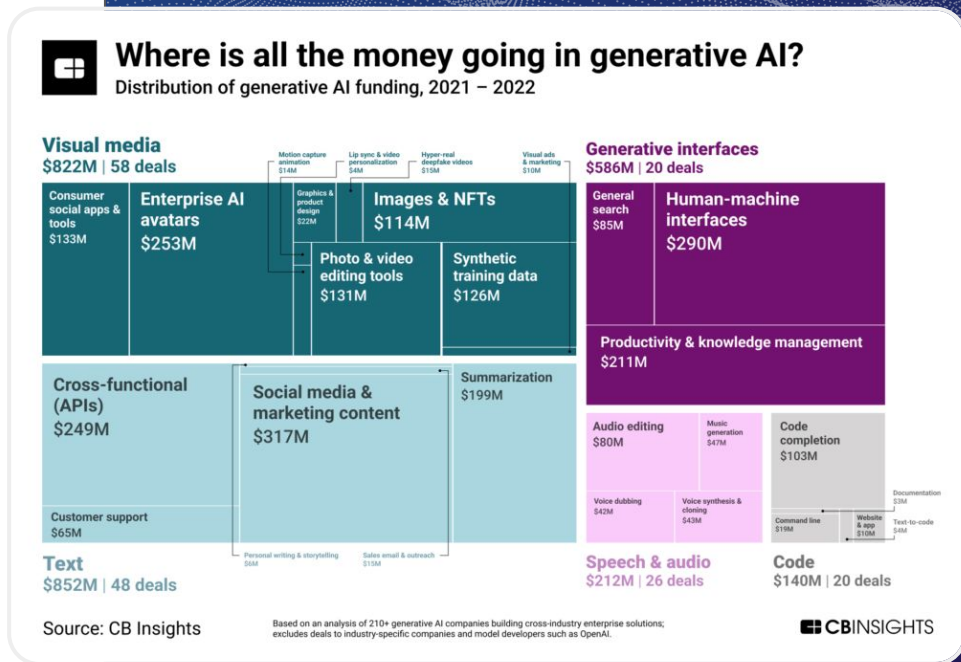 Where is all the money going in generative AI?
Distribution of generative AI funding, 2021 – 2022
Visual media
$822M | 58 deals
Motion capture
animation
$14M
Lip sync & video
personalization
$4M
Hyper-real
deepfake videos
$15M
Visual ads
& marketing
$10M
Consumer
social apps &
tools
$133M
Enterprise AI
avatars
$253M
Graphics &
product
design
$22M
Images & NFTs
$114M
Photo & video
editing tools
$131M
Synthetic
training data
$126M
Generative interfaces
$586M | 20 deals
General
search
$85M
Human-machine
interfaces
$290M
Productivity & knowledge management
$211M
Cross-functional
(APIs)
$249M
Social media &
marketing content
$317M
Summarization
$199M
Customer support
$65M
Personal writing & storytelling
$6M
Sales email & outreach
$15M
Text
$852M | 48 deals
Audio editing
$80M
Music
generation
$47M
Voice dubbing
$42M
Voice synthesis &
cloning
$43M
Speech & audio
$212M | 26 deals
Code
completion
$103M
Documentation
$3M
Command line
$19M
Website
& app
$10M
Text-to-code
$4M
Code
$140M | 20 deals
Source: CB Insights
Based on an analysis of 210+ generative AI companies building cross-industry enterprise solutions;
excludes deals to industry-specific companies and model developers such as OpenAI.
CBINSIGHTS